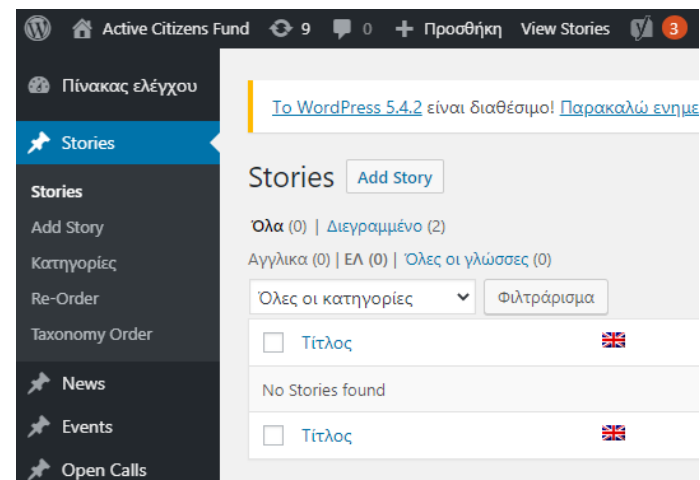 Active Citizens Fund 9 0 + Προσθήκη View Stories 3
Πίνακας ελέγχου
Το WordPress 5.4.2 είναι διαθέσιμο! Παρακαλώ ενημε
Stories
Stories Add Story
Stories
Add Story
Όλα (0) | Διεγραμμένο (2)
Κατηγορίες
Αγγλικα (0) | ΕΛ (0) | Όλες οι γλώσσες (0)
Re-Order
Όλες οι κατηγορίες Φιλτράρισμα
Taxonomy Order
Τίτλος
News
No Stories found
Events
Τίτλος
Open Calls